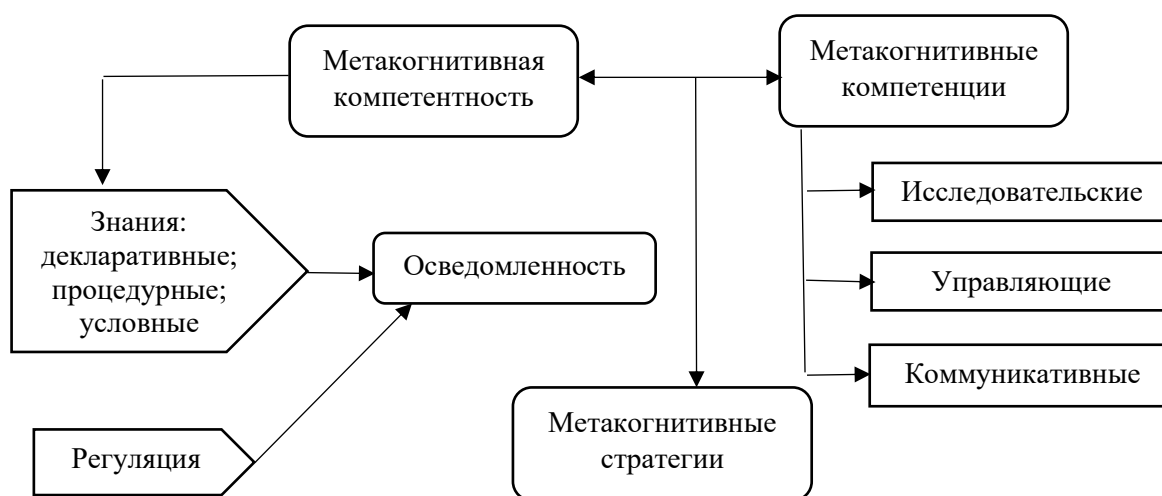 Метакогнитивная
компетентность
Метакогнитивные
компетенции
Исследовательские
Знания:
декларативные;
процедурные;
условные
Осведомленность
Управляющие
Коммуникативные
Метакогнитивные
стратегии
Регуляция